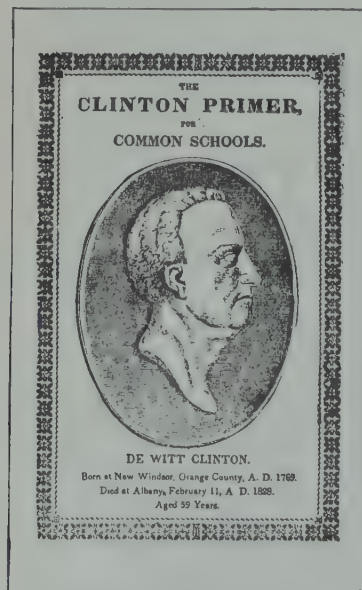 THE
CLINTON PRIMER,
FOR
COMMON SCHOOLS.
DE WITT CLINTON.
Born at New Windsor, Orange County, A. D. 1769.
Died at Albany, February 11, A D. 1828.
Aged 59 Years.